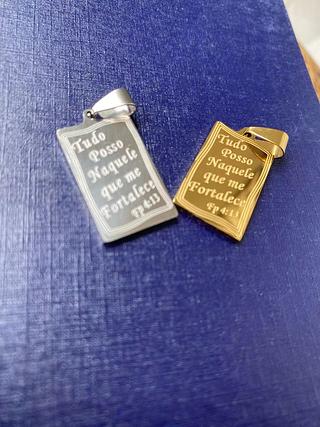 Tudo
Posso
Naquele
que me
Fortalece
Fp 4:13
Tudo
Posso
Naquele
que me
Fortalece
Fp 4:13